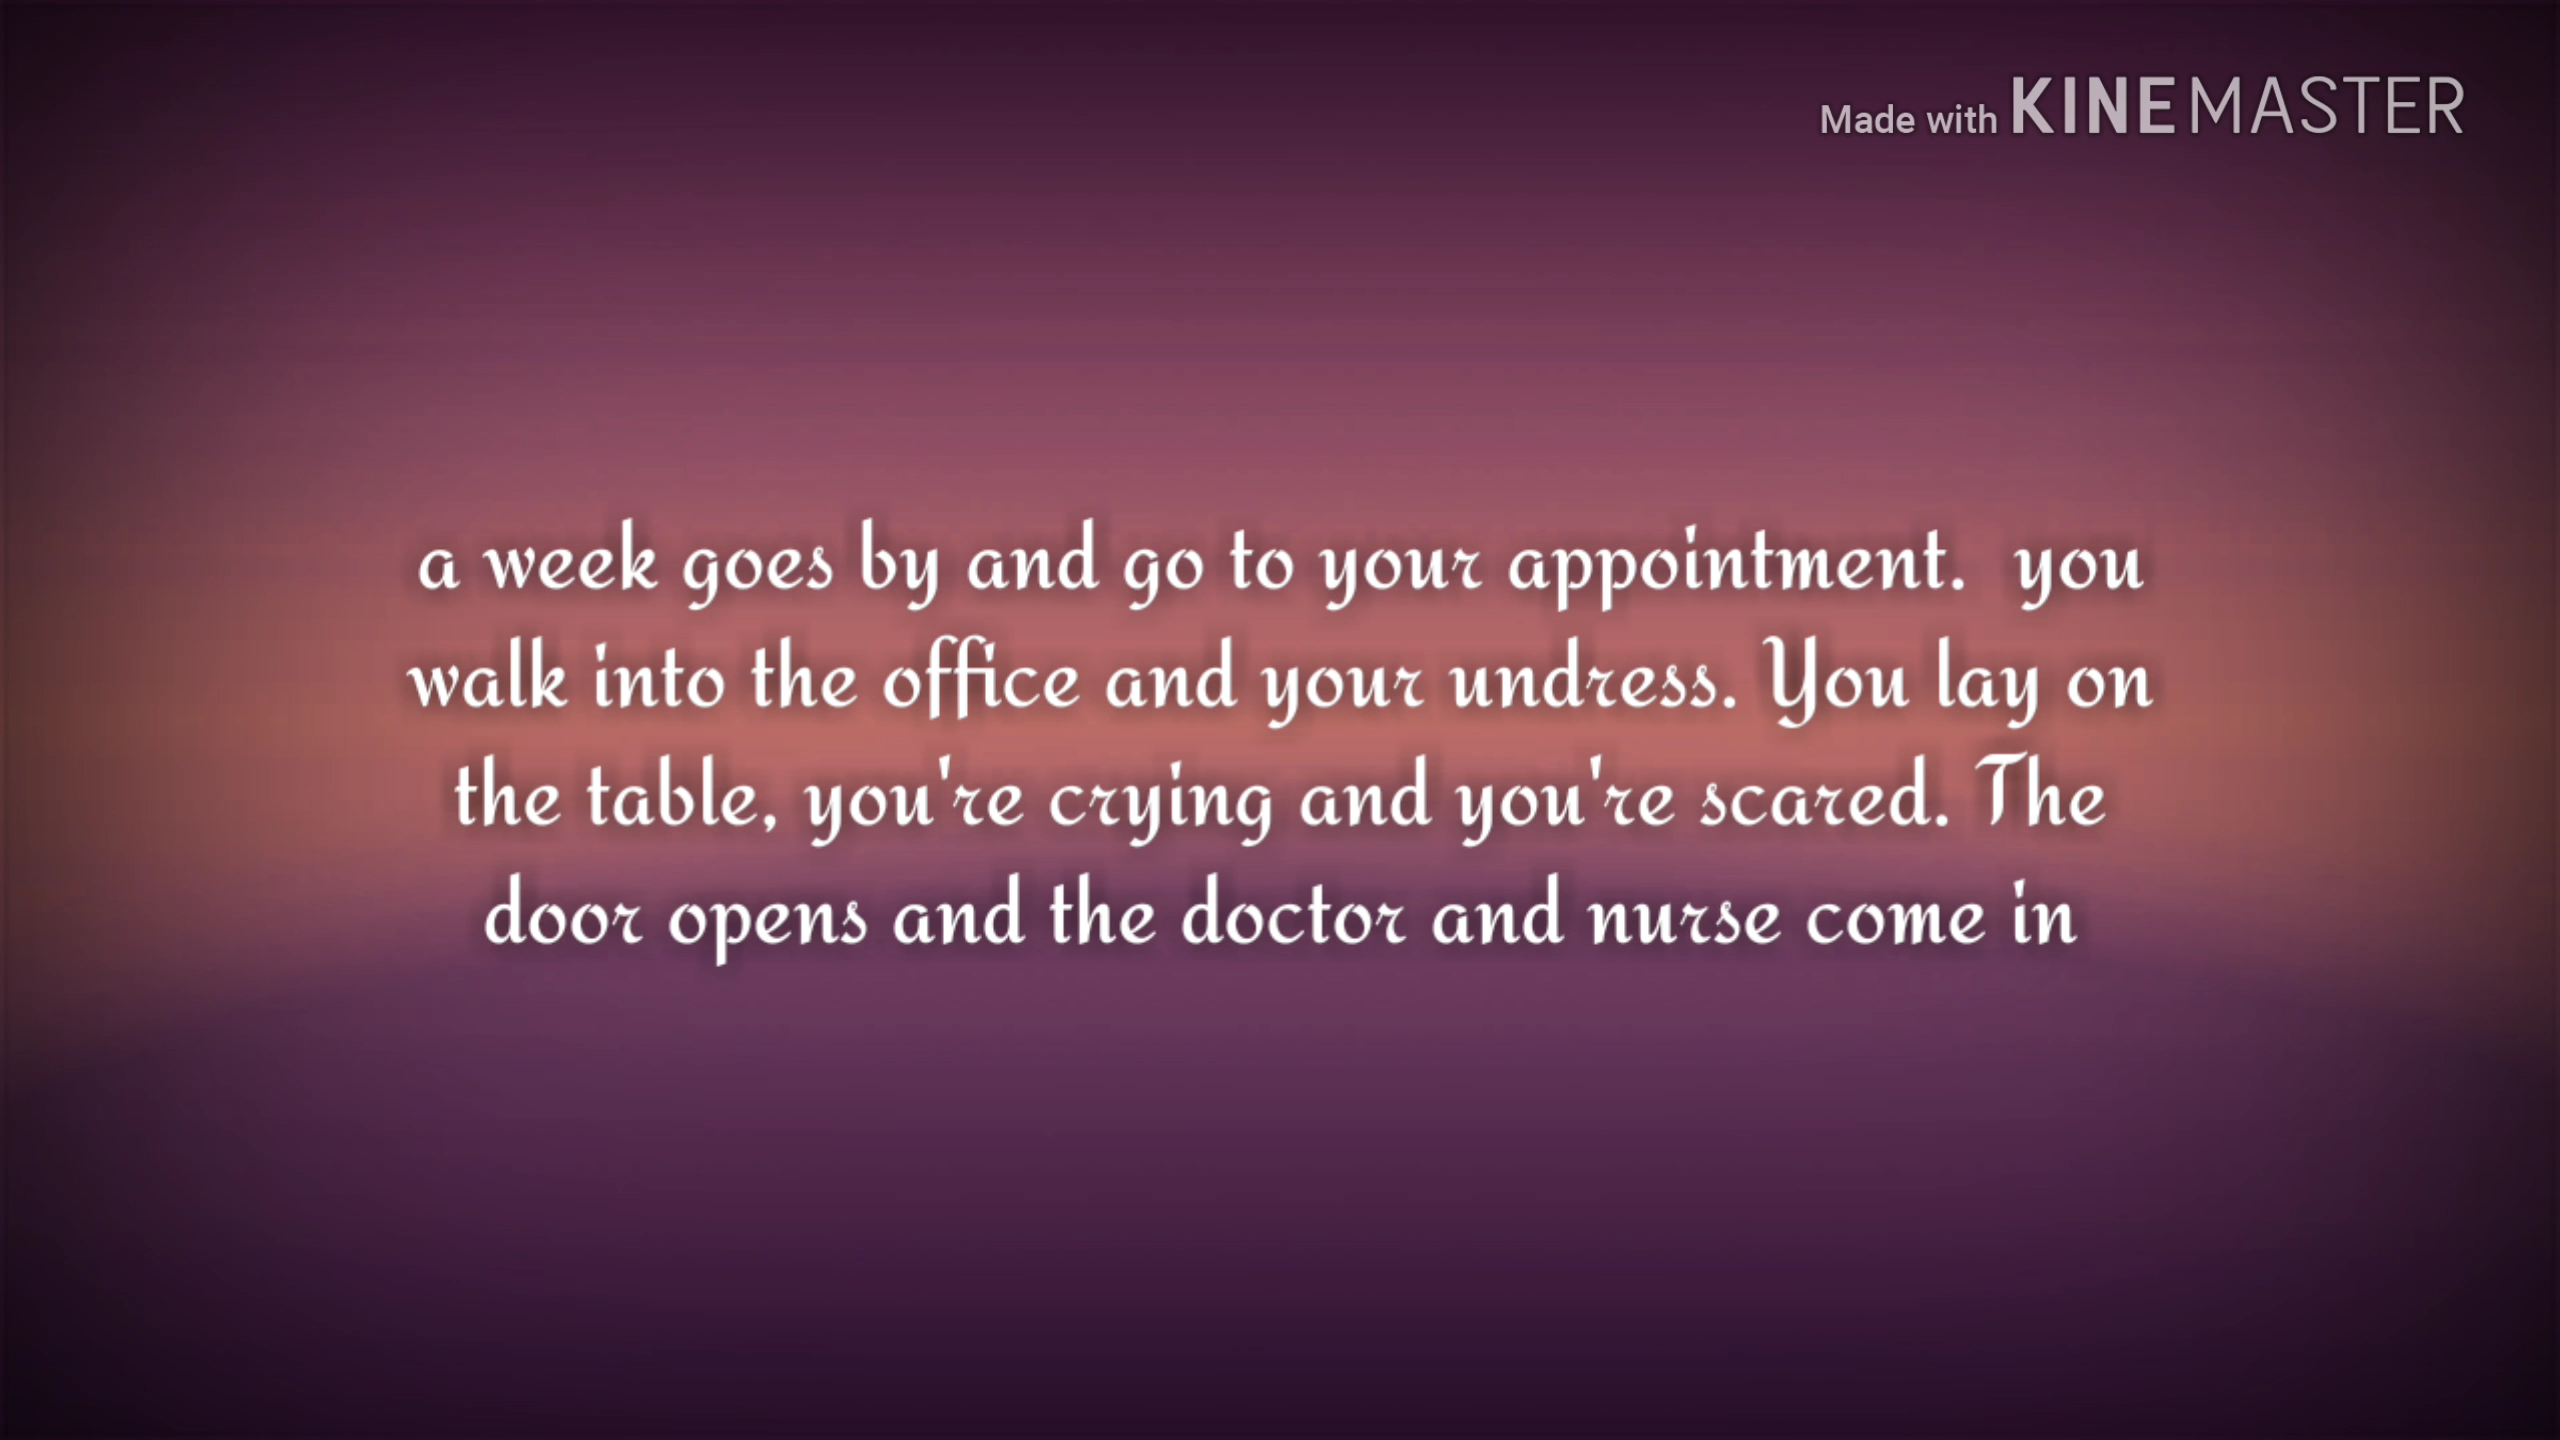 Made with KINEMASTER
a week goes by and go to your appointment.  you
walk into the office and your undress. You lay on
the table, you're crying and you're scared. The
door opens and the doctor and nurse come in